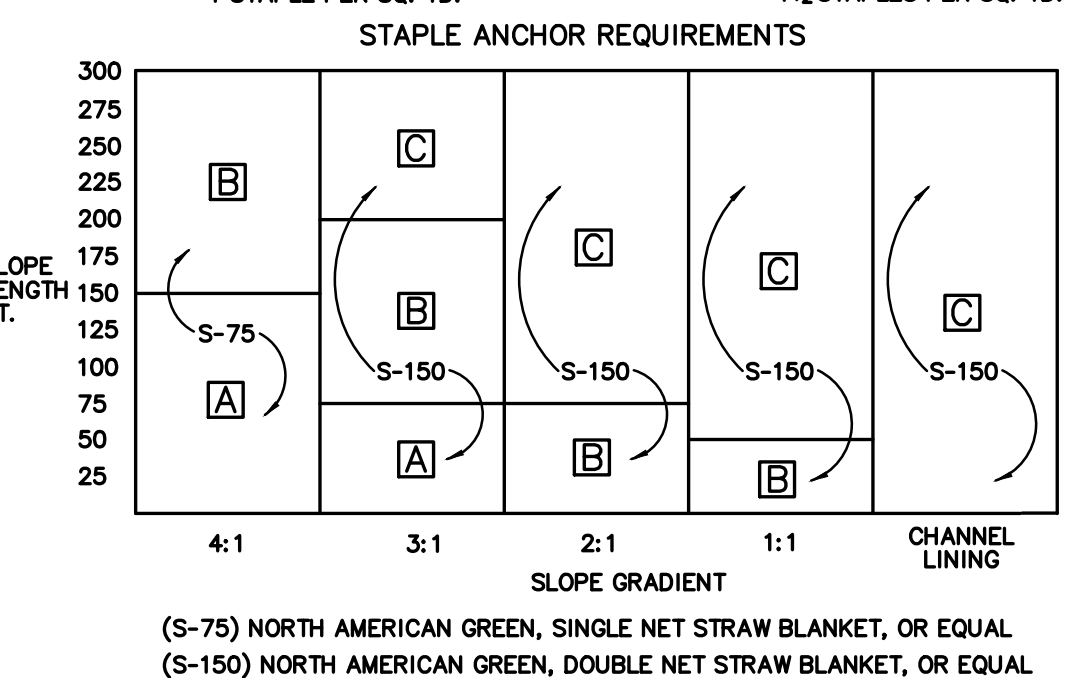 STAPLE ANCHOR REQUIREMENTS
300
275
250
225
200
175
150
125
100
75
50
25
B
A
S-75
C
B
A
S-150
C
B
S-150
C
B
S-150
C
S-150
4:1
3:1
2:1
1:1
CHANNEL
LINING
SLOPE GRADIENT
(S-75) NORTH AMERICAN GREEN, SINGLE NET STRAW BLANKET, OR EQUAL
(S-150) NORTH AMERICAN GREEN, DOUBLE NET STRAW BLANKET, OR EQUAL